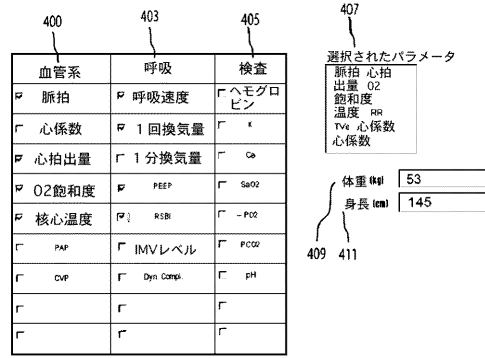 400
403
405
407
血管系 呼吸 検査
脈拍 呼吸速度 ヘモグロ
ビン
心係数 1回換気量 K
心拍出量 1分換気量 Ca
O2飽和度 PEEP SaO2
核心温度 RSBI -PO2
PAP IMVレベル PCO2
CVP Dyn Compl. pH
選択されたパラメータ
脈拍 心拍
出量 O2
飽和度
温度 RR
TVe 心係数
心係数
体重(kg) 53
身長(cm) 145
409 411